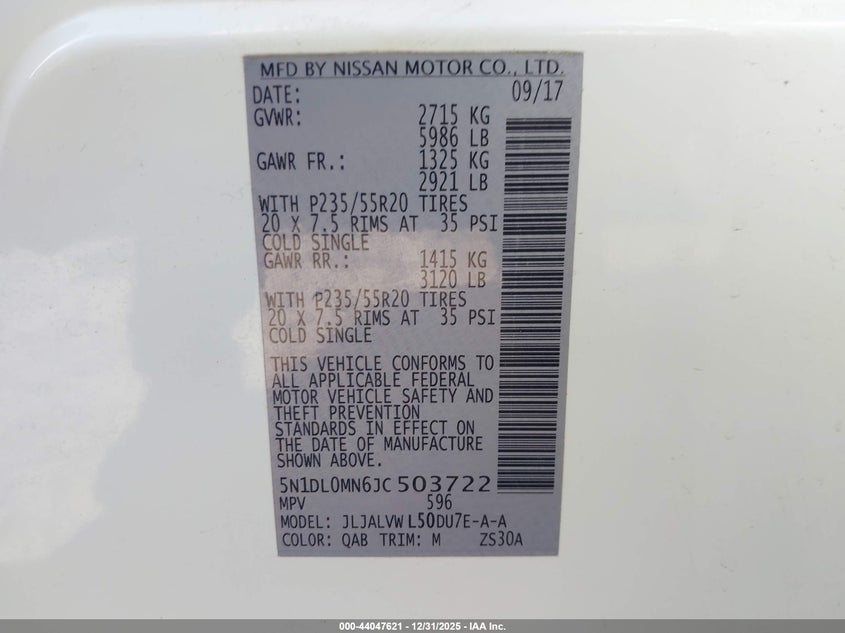 MFD BY NISSAN MOTOR CO., LTD.
DATE: 09/17
GVWR: 2715 KG
5986 LB
GAWR FR.: 1325 KG
2921 LB
WITH P235/55R20 TIRES
20 X 7.5 RIMS AT 35 PSI
COLD SINGLE
GAWR RR.: 1415 KG
3120 LB
WITH P235/55R20 TIRES
20 X 7.5 RIMS AT 35 PSI
COLD SINGLE
THIS VEHICLE CONFORMS TO
ALL APPLICABLE FEDERAL
MOTOR VEHICLE SAFETY AND
THEFT PREVENTION
STANDARDS IN EFFECT ON
THE DATE OF MANUFACTURE
SHOWN ABOVE.
5N1DL0MN6JC 503722
MPV 596
MODEL: JLJALVW L50DU7E-A-A
COLOR: QAB TRIM: M ZS30A
000-44047621 - 12/31/2025 - IAA Inc.